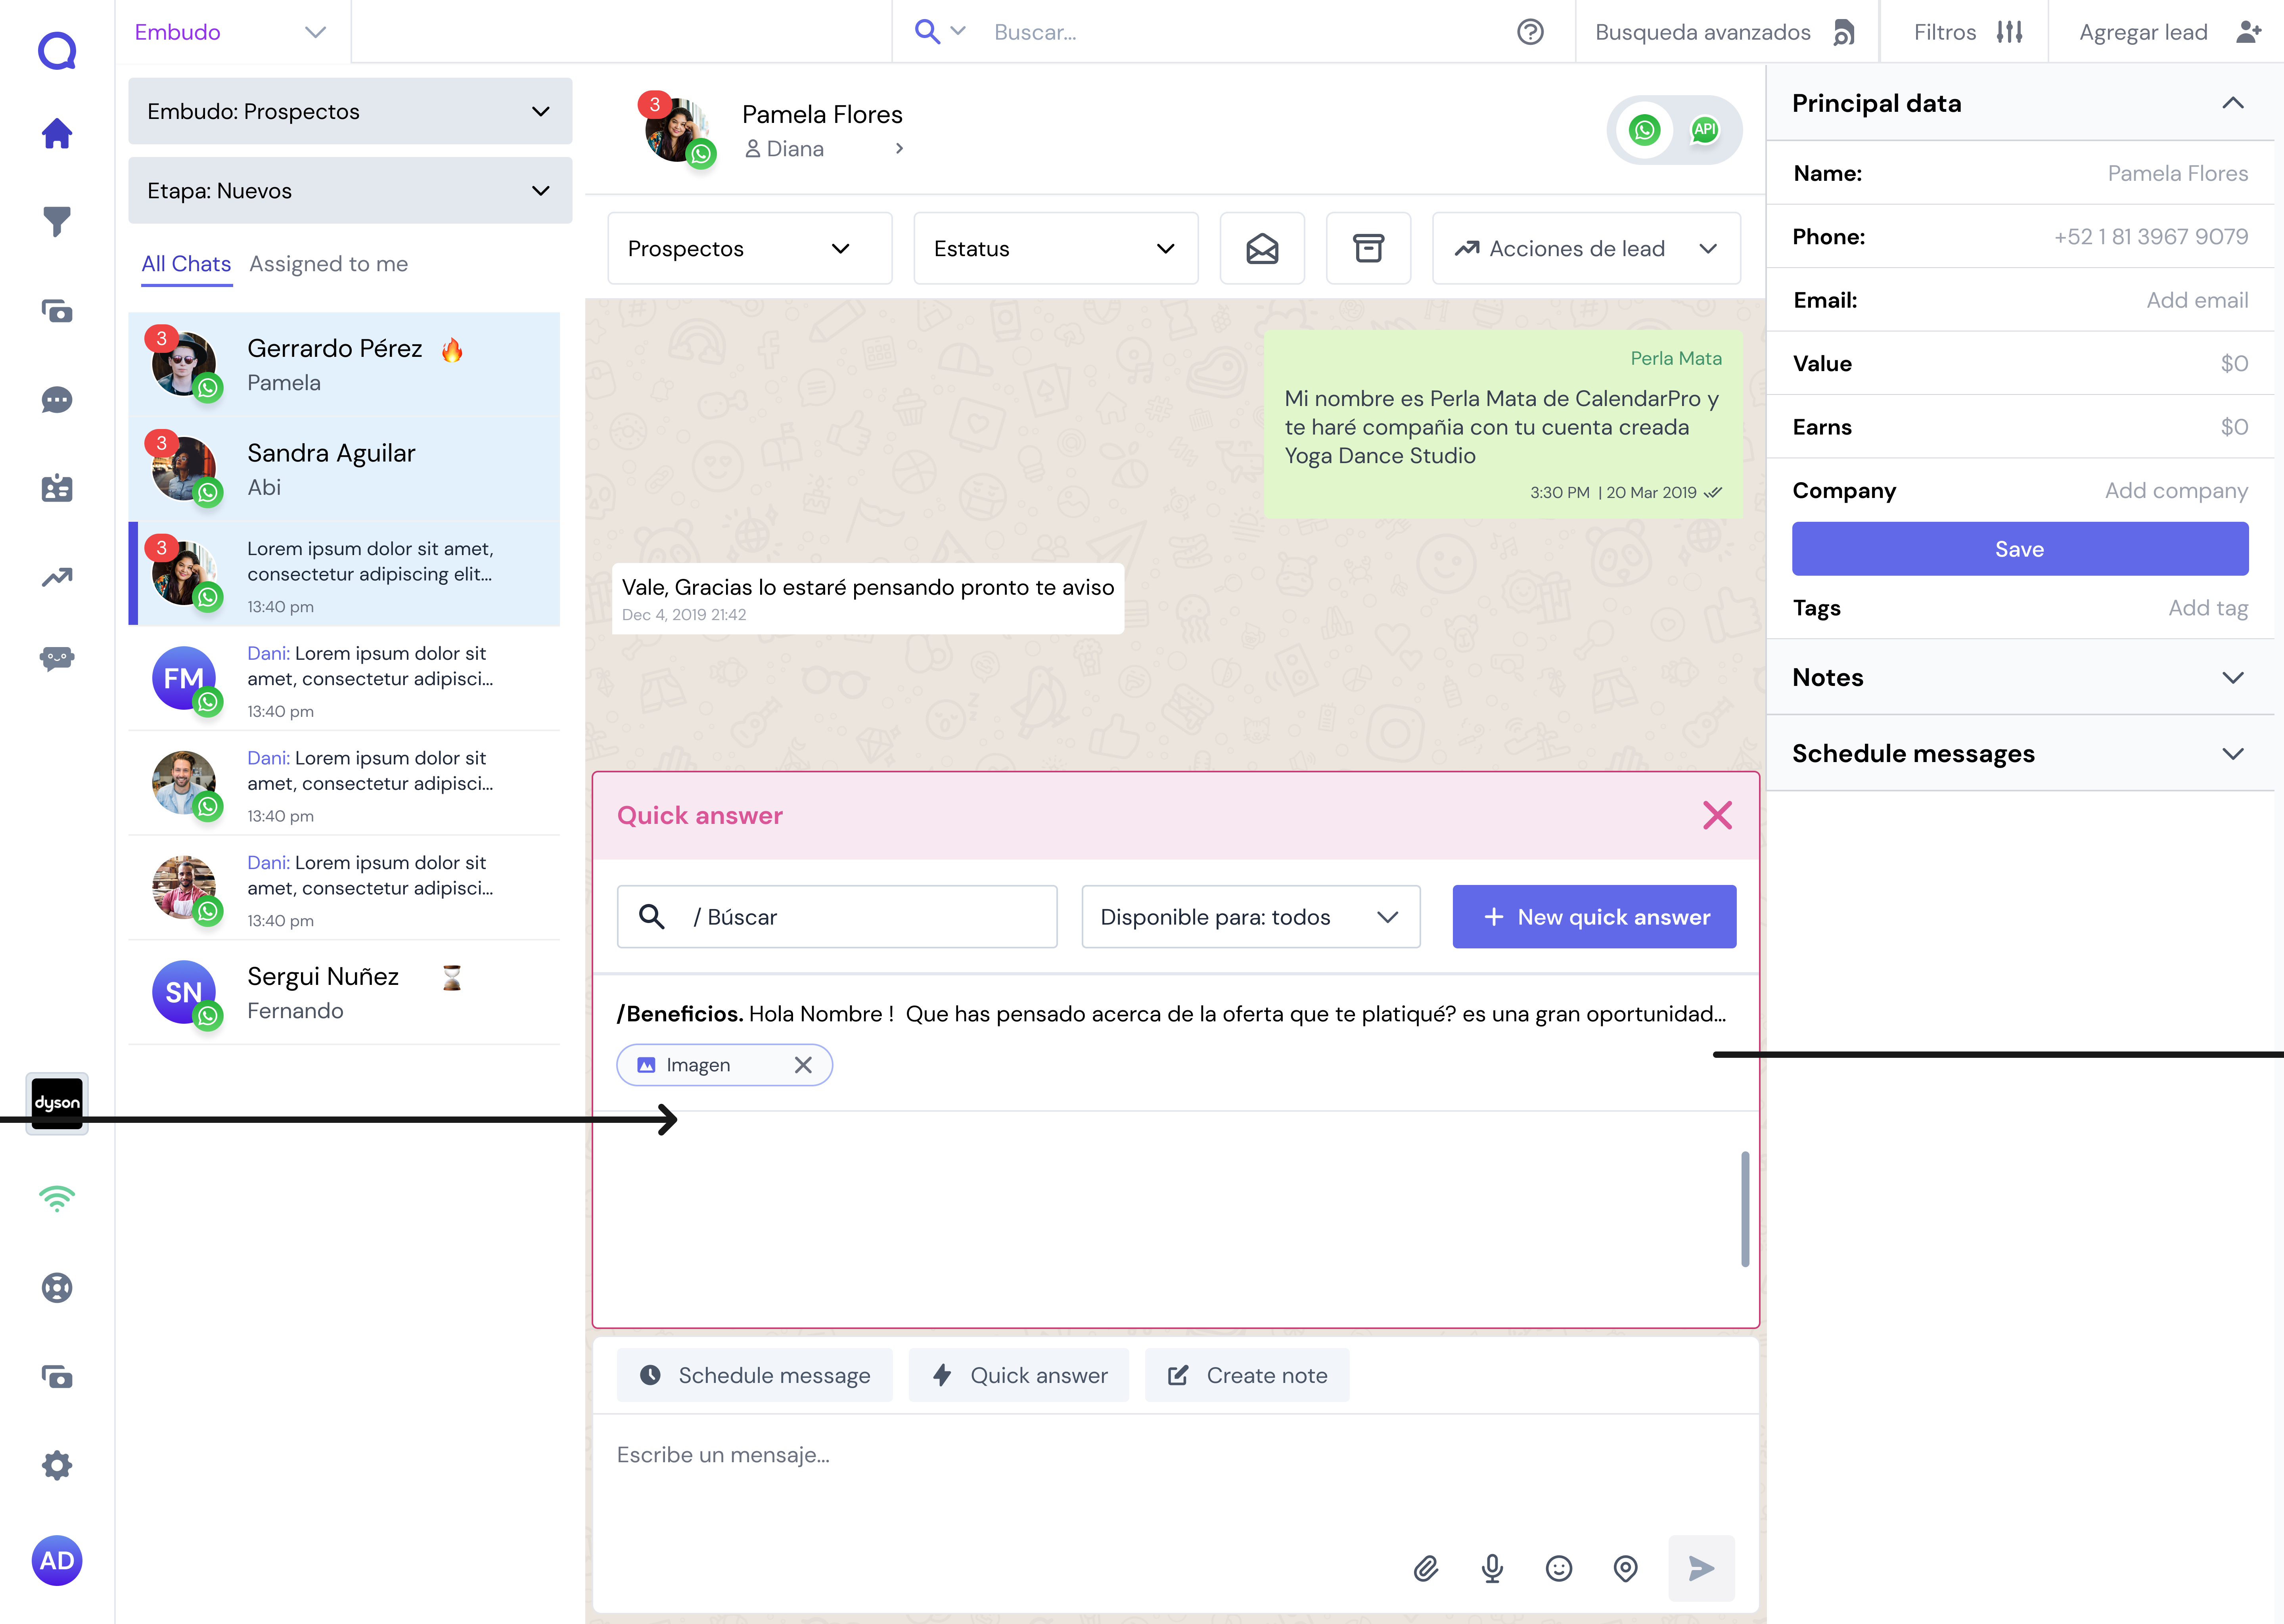 Embudo
Buscar...
Busqueda avanzados
Filtros
Agregar lead
Embudo: Prospectos
Etapa: Nuevos
All Chats
Assigned to me
3
Gerrardo Pérez
Pamela
3
Sandra Aguilar
Abi
3
Lorem ipsum dolor sit amet,
consectetur adipiscing elit...
13:40 pm
FM
Dani: Lorem ipsum dolor sit
amet, consectetur adipisci...
13:40 pm
Dani: Lorem ipsum dolor sit
amet, consectetur adipisci...
13:40 pm
Dani: Lorem ipsum dolor sit
amet, consectetur adipisci...
13:40 pm
SN
Sergui Nuñez
Fernando
dyson
AD
3
Pamela Flores
Diana
API
Prospectos
Estatus
Acciones de lead
Perla Mata
Mi nombre es Perla Mata de CalendarPro y
te haré compañia con tu cuenta creada
Yoga Dance Studio
3:30 PM | 20 Mar 2019
Vale, Gracias lo estaré pensando pronto te aviso
Dec 4, 2019 21:42
Quick answer
/ Búscar
Disponible para: todos
+ New quick answer
/Beneficios. Hola Nombre ! Que has pensado acerca de la oferta que te platiqué? es una gran oportunidad...
Imagen
Schedule message
Quick answer
Create note
Escribe un mensaje...
Principal data
Name:
Pamela Flores
Phone:
+52 1 81 3967 9079
Email:
Add email
Value
$0
Earns
$0
Company
Add company
Save
Tags
Add tag
Notes
Schedule messages